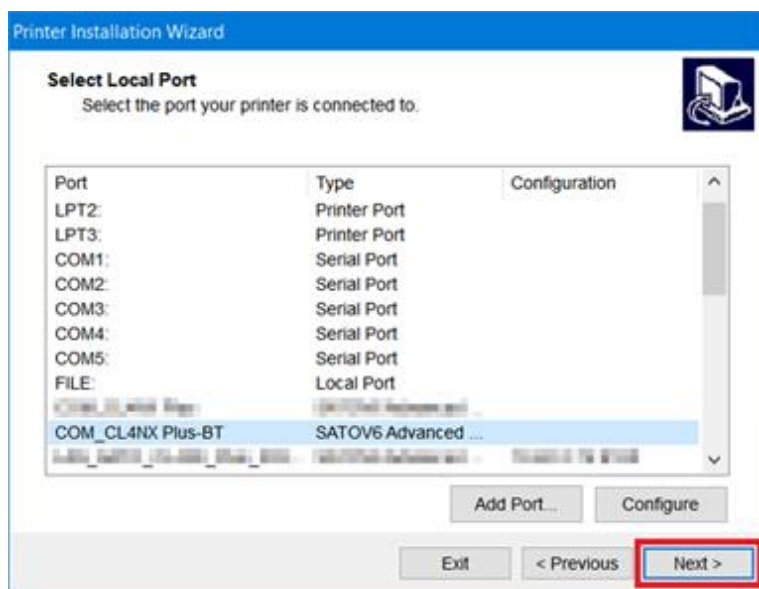 Printer Installation Wizard
Select Local Port
Select the port your printer is connected to.
Port Type Configuration
LPT2: Printer Port
LPT3: Printer Port
COM1: Serial Port
COM2: Serial Port
COM3: Serial Port
COM4: Serial Port
COM5: Serial Port
FILE: Local Port
COM_CL4NX Plus-BT SATOV6 Advanced ...
Add Port... Configure
Exit < Previous Next >